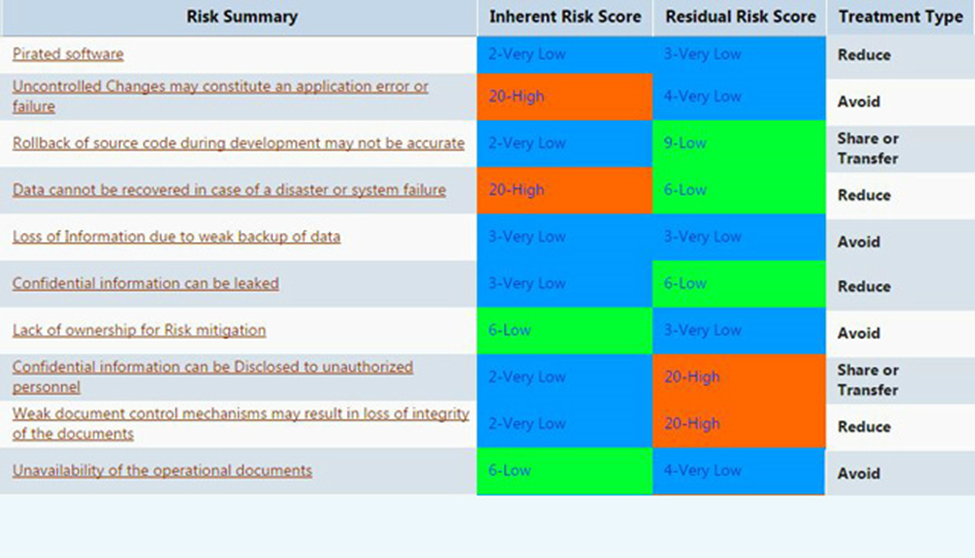 Risk Summary Inherent Risk Score Residual Risk Score Treatment Type
Pirated software 2-Very Low 3-Very Low Reduce
Uncontrolled Changes may constitute an application error or
failure 20-High 4-Very Low Avoid
Rollback of source code during development may not be accurate 2-Very Low 9-Low Share or
Transfer
Data cannot be recovered in case of a disaster or system failure 20-High 6-Low Reduce
Loss of Information due to weak backup of data 3-Very Low 3-Very Low Avoid
Confidential information can be leaked 3-Very Low 6-Low Reduce
Lack of ownership for Risk mitigation 6-Low 3-Very Low Avoid
Confidential information can be Disclosed to unauthorized
personnel 2-Very Low 20-High Share or
Transfer
Weak document control mechanisms may result in loss of integrity
of the documents 2-Very Low 20-High Reduce
Unavailability of the operational documents 6-Low 4-Very Low Avoid